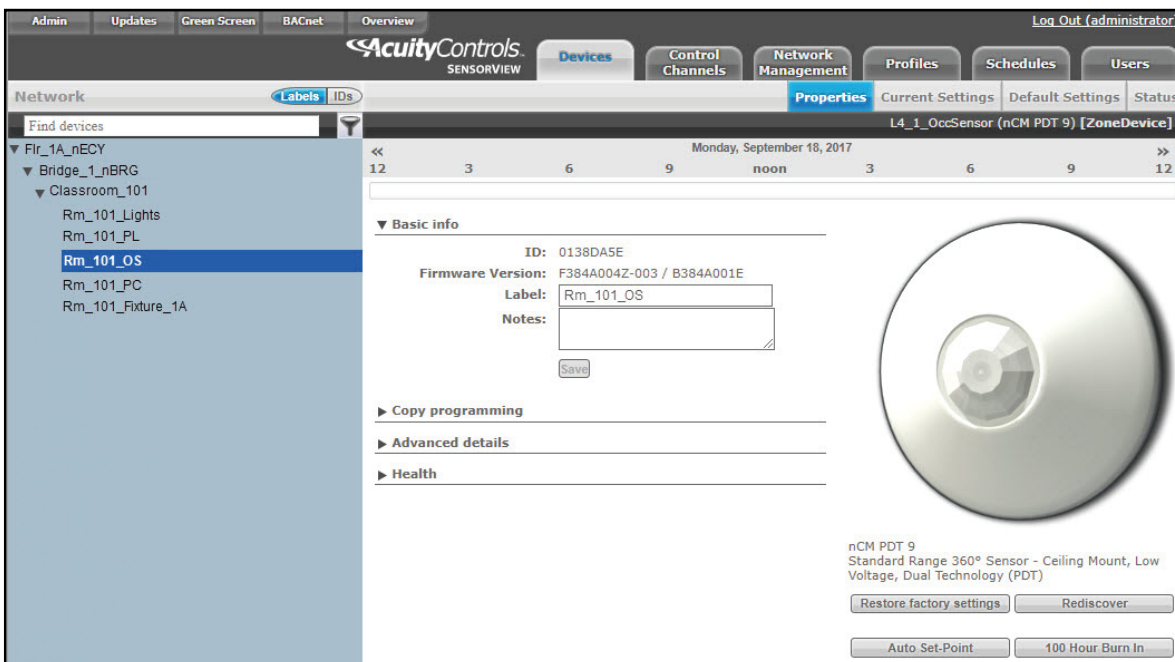 Admin Updates Green Screen BACnet Overview Log Out (administrator
AcuityControls
SENSORVIEW
Devices Control Channels Network Management Profiles Schedules Users
Network Labels IDs Properties Current Settings Default Settings Status
Find devices L4_1_OccSensor (nCM PDT 9) [ZoneDevice]
Flr_1A_nECY
Bridge_1_nBRG
Classroom_101
Rm_101_Lights
Rm_101_PL
Rm_101_OS
Rm_101_PC
Rm_101_Fixture_1A
« Monday, September 18, 2017 »
12 3 6 9 noon 3 6 9 12
Basic info
ID: 0138DA5E
Firmware Version: F384A004Z-003 / B384A001E
Label: Rm_101_OS
Notes:
Save
Copy programming
Advanced details
Health
nCM PDT 9
Standard Range 360° Sensor - Ceiling Mount, Low
Voltage, Dual Technology (PDT)
Restore factory settings Rediscover
Auto Set-Point 100 Hour Burn In